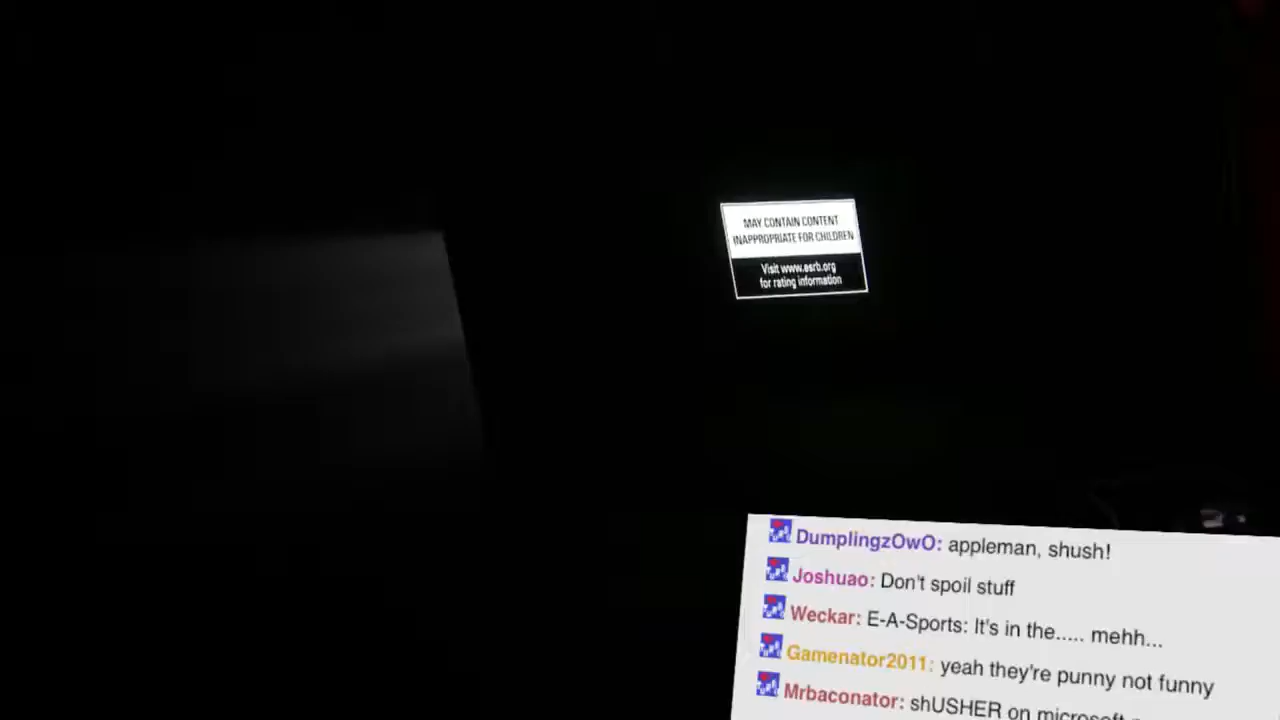 MAY CONTAIN CONTENT
INAPPROPRIATE FOR CHILDREN
Visit www.esrb.org
for rating information
DumplingzOwO: appleman, shush!
Joshuao: Don't spoil stuff
Weckar: E-A-Sports: It's in the..... mehh...
Gamenator2011: yeah they're punny not funny
Mrbaconator: shUSHER on microsoft